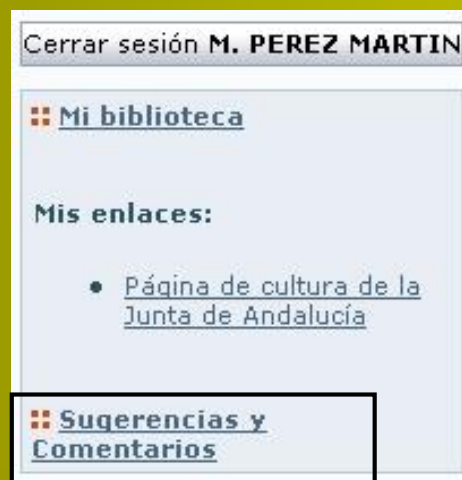 Cerrar sesión M. PEREZ MARTIN
Mi biblioteca
Mis enlaces:
• Página de cultura de la
Junta de Andalucía
Sugerencias y
Comentarios